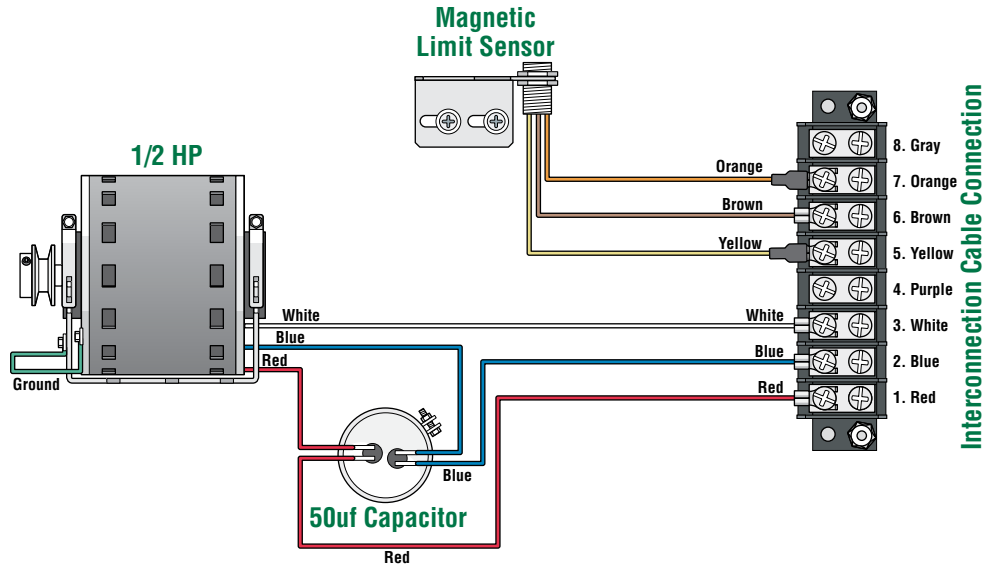 Magnetic
Limit Sensor
1/2 HP
Orange
Brown
Yellow
White
White
Blue
Blue
Red
Red
Ground
Blue
50uf Capacitor
Red
8. Gray
7. Orange
6. Brown
5. Yellow
4. Purple
3. White
2. Blue
1. Red
Interconnection Cable Connection